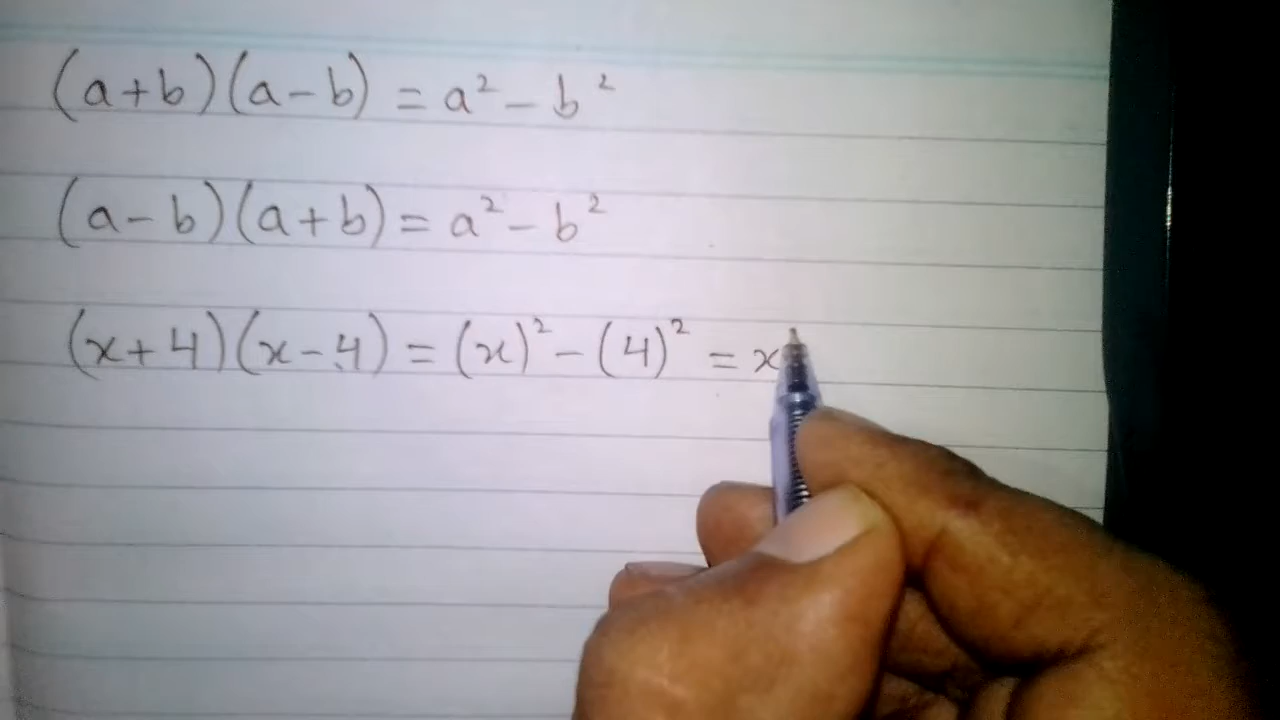 (a+b)(a-b) = a² - b²
(a-b)(a+b) = a² - b²
(x+4)(x-4) = (x)² - (4)² = x